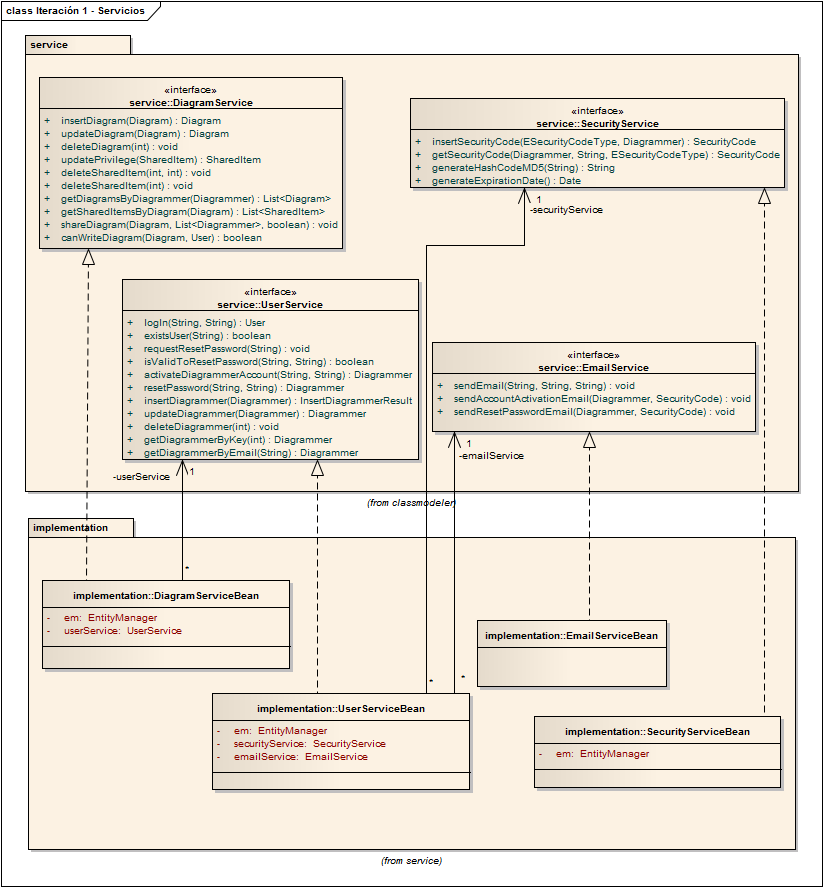 class Iteración 1 - Servicios
service
«interface»
service::DiagramService
+ insertDiagram(Diagram) : Diagram
+ updateDiagram(Diagram) : Diagram
+ deleteDiagram(int) : void
+ updatePrivilege(SharedItem) : SharedItem
+ deleteSharedItem(int, int) : void
+ deleteSharedItem(int) : void
+ getDiagramsByDiagrammer(Diagrammer) : List<Diagram>
+ getSharedItemsByDiagram(Diagram) : List<SharedItem>
+ shareDiagram(Diagram, List<Diagrammer>, boolean) : void
+ canWriteDiagram(Diagram, User) : boolean
«interface»
service::SecurityService
+ insertSecurityCode(ESecurityCodeType, Diagrammer) : SecurityCode
+ getSecurityCode(Diagrammer, String, ESecurityCodeType) : SecurityCode
+ generateHashCodeMD5(String) : String
+ generateExpirationDate() : Date
1
-securityService
«interface»
service::UserService
+ logIn(String, String) : User
+ existsUser(String) : boolean
+ requestResetPassword(String) : void
+ isValidToResetPassword(String, String) : boolean
+ activateDiagrammerAccount(String, String) : Diagrammer
+ resetPassword(String, String) : Diagrammer
+ insertDiagrammer(Diagrammer) : InsertDiagrammerResult
+ updateDiagrammer(Diagrammer) : Diagrammer
+ deleteDiagrammer(int) : void
+ getDiagrammerByKey(int) : Diagrammer
+ getDiagrammerByEmail(String) : Diagrammer
«interface»
service::EmailService
+ sendEmail(String, String, String) : void
+ sendAccountActivationEmail(Diagrammer, SecurityCode) : void
+ sendResetPasswordEmail(Diagrammer, SecurityCode) : void
1
-emailService
-userService
1
(from classmodeler)
implementation
*
implementation::DiagramServiceBean
- em: EntityManager
- userService: UserService
implementation::EmailServiceBean
*
*
implementation::UserServiceBean
- em: EntityManager
- securityService: SecurityService
- emailService: EmailService
implementation::SecurityServiceBean
- em: EntityManager
(from service)